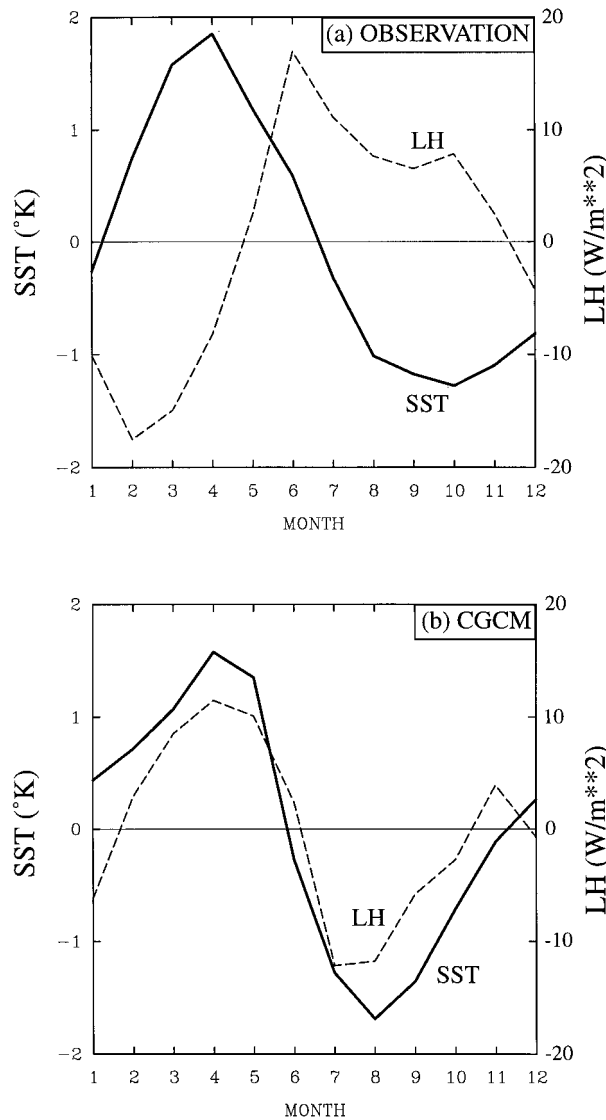 (a) OBSERVATION
2 20
1 10
0 0
-1 -10
-2 -20
SST (°K)
LH (W/m**2)
LH
SST
1 2 3 4 5 6 7 8 9 10 11 12
MONTH
(b) CGCM
2 20
1 10
0 0
-1 -10
-2 -20
SST (°K)
LH (W/m**2)
LH
SST
1 2 3 4 5 6 7 8 9 10 11 12
MONTH